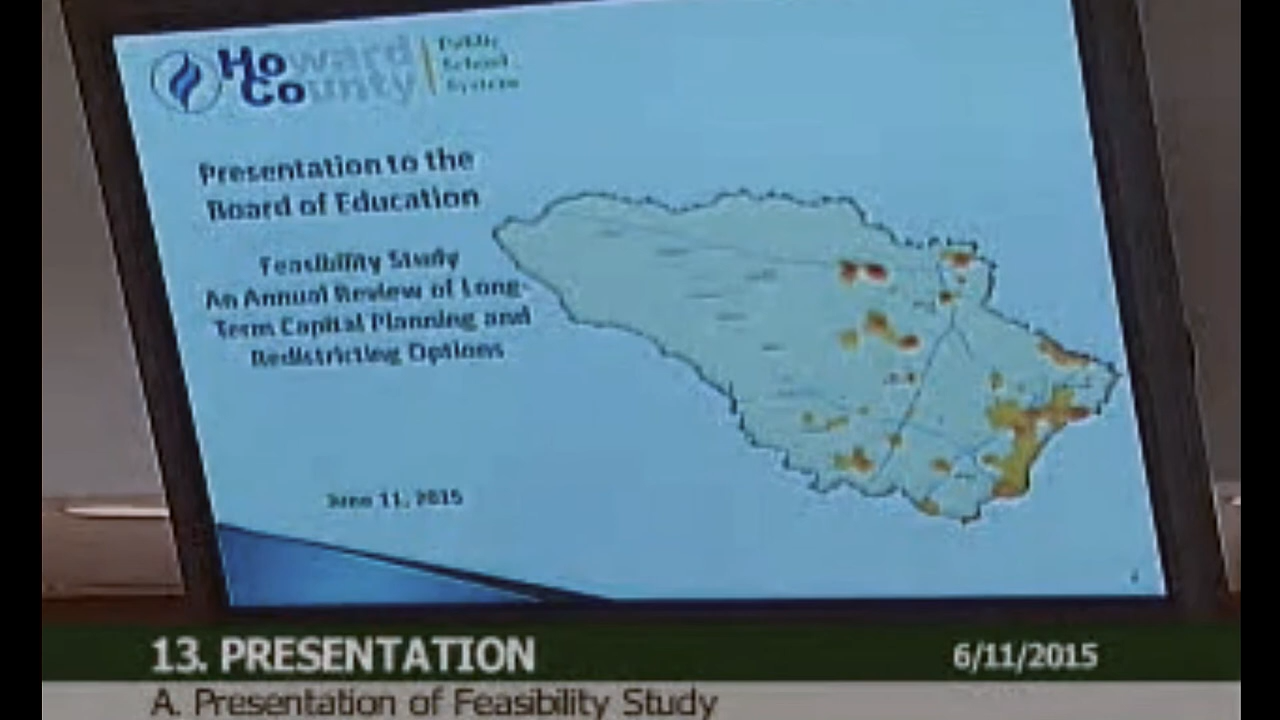 Howard
County
Public
School
System
Presentation to the
Board of Education
Feasibility Study
An Annual Review of Long-
Term Capital Planning and
Redistricting Options
June 11, 2015
13. PRESENTATION
6/11/2015
A. Presentation of Feasibility Study